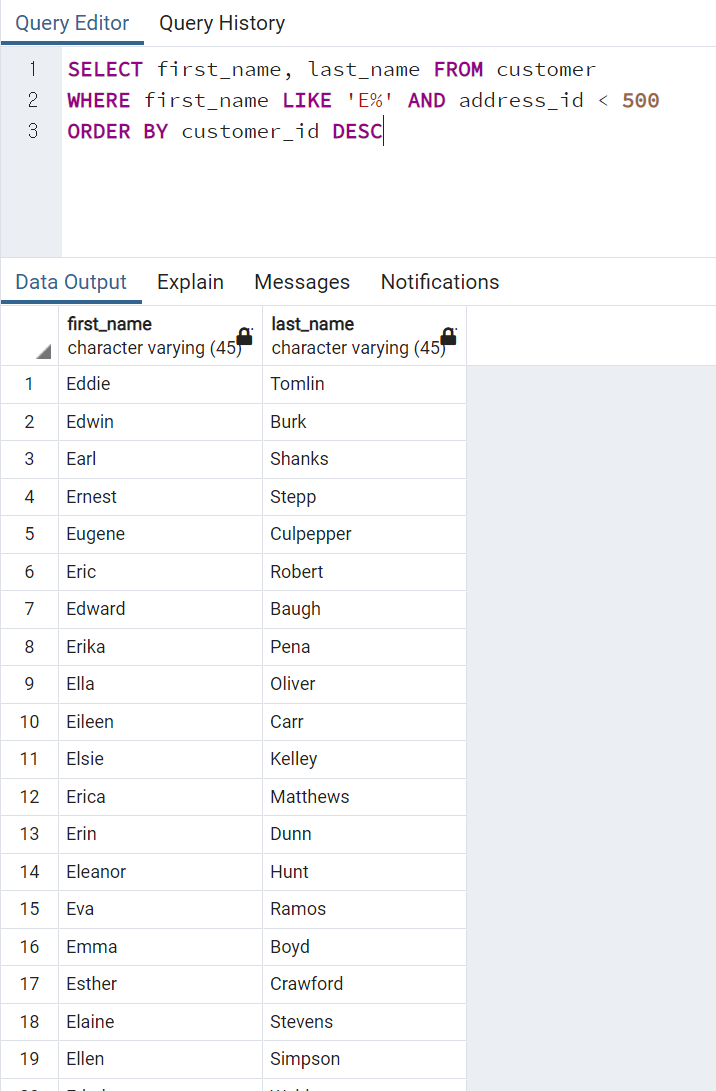 Query Editor Query History
1 SELECT first_name, last_name FROM customer
2 WHERE first_name LIKE 'E%' AND address_id < 500
3 ORDER BY customer_id DESC
Data Output Explain Messages Notifications
first_name last_name
character varying (45) character varying (45)
1 Eddie Tomlin
2 Edwin Burk
3 Earl Shanks
4 Ernest Stepp
5 Eugene Culpepper
6 Eric Robert
7 Edward Baugh
8 Erika Pena
9 Ella Oliver
10 Eileen Carr
11 Elsie Kelley
12 Erica Matthews
13 Erin Dunn
14 Eleanor Hunt
15 Eva Ramos
16 Emma Boyd
17 Esther Crawford
18 Elaine Stevens
19 Ellen Simpson